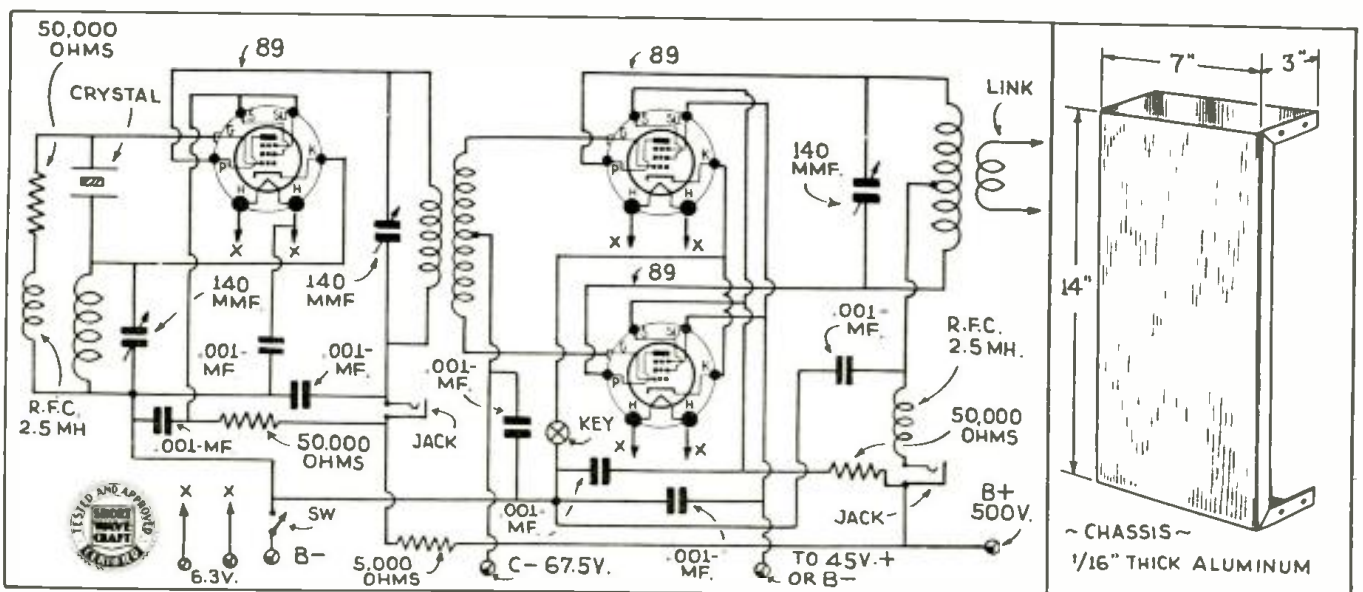 50,000
OHMS
CRYSTAL
89
G
S
SU
P
K
H
H
X
X
140
MMF.
140
MMF.
.001-
MF.
.001-
MF.
R.F.C.
2.5 MH
.001-MF
50,000
OHMS
JACK
TESTED AND APPROVED
SHORT
WAVE
CRAFT
X
X
6.3V.
SW
B-
5,000
OHMS
C- 67.5V.
89
G
S
SU
P
K
H
H
X
X
89
G
S
SU
P
K
H
H
X
X
.001-
MF.
KEY
.001-
MF.
.001-
MF.
TO 45V.+
OR B-
140
MMF.
.001-
MF.
LINK
R.F.C.
2.5 MH.
50,000
OHMS
JACK
B+
500V.
7"
3"
14"
~ CHASSIS ~
1/16" THICK ALUMINUM